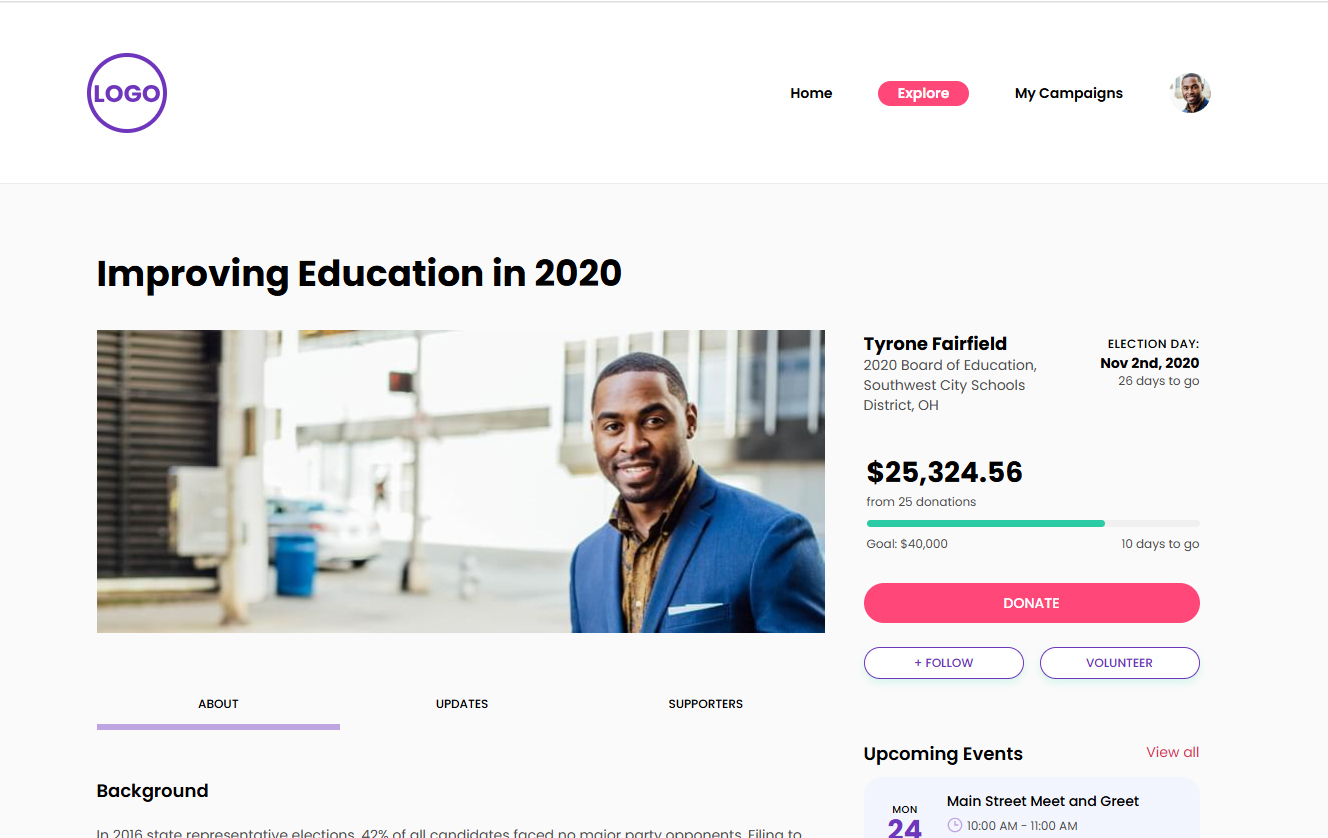 LOGO
Home
Explore
My Campaigns
Improving Education in 2020
Tyrone Fairfield
2020 Board of Education,
Southwest City Schools
District, OH
ELECTION DAY:
Nov 2nd, 2020
26 days to go
$25,324.56
from 25 donations
Goal: $40,000
10 days to go
DONATE
+ FOLLOW
VOLUNTEER
ABOUT
UPDATES
SUPPORTERS
Background
In 2016 state representative elections, 42% of all candidates faced no major party opponents. Filing to
Upcoming Events
View all
MON
24
Main Street Meet and Greet
10:00 AM - 11:00 AM